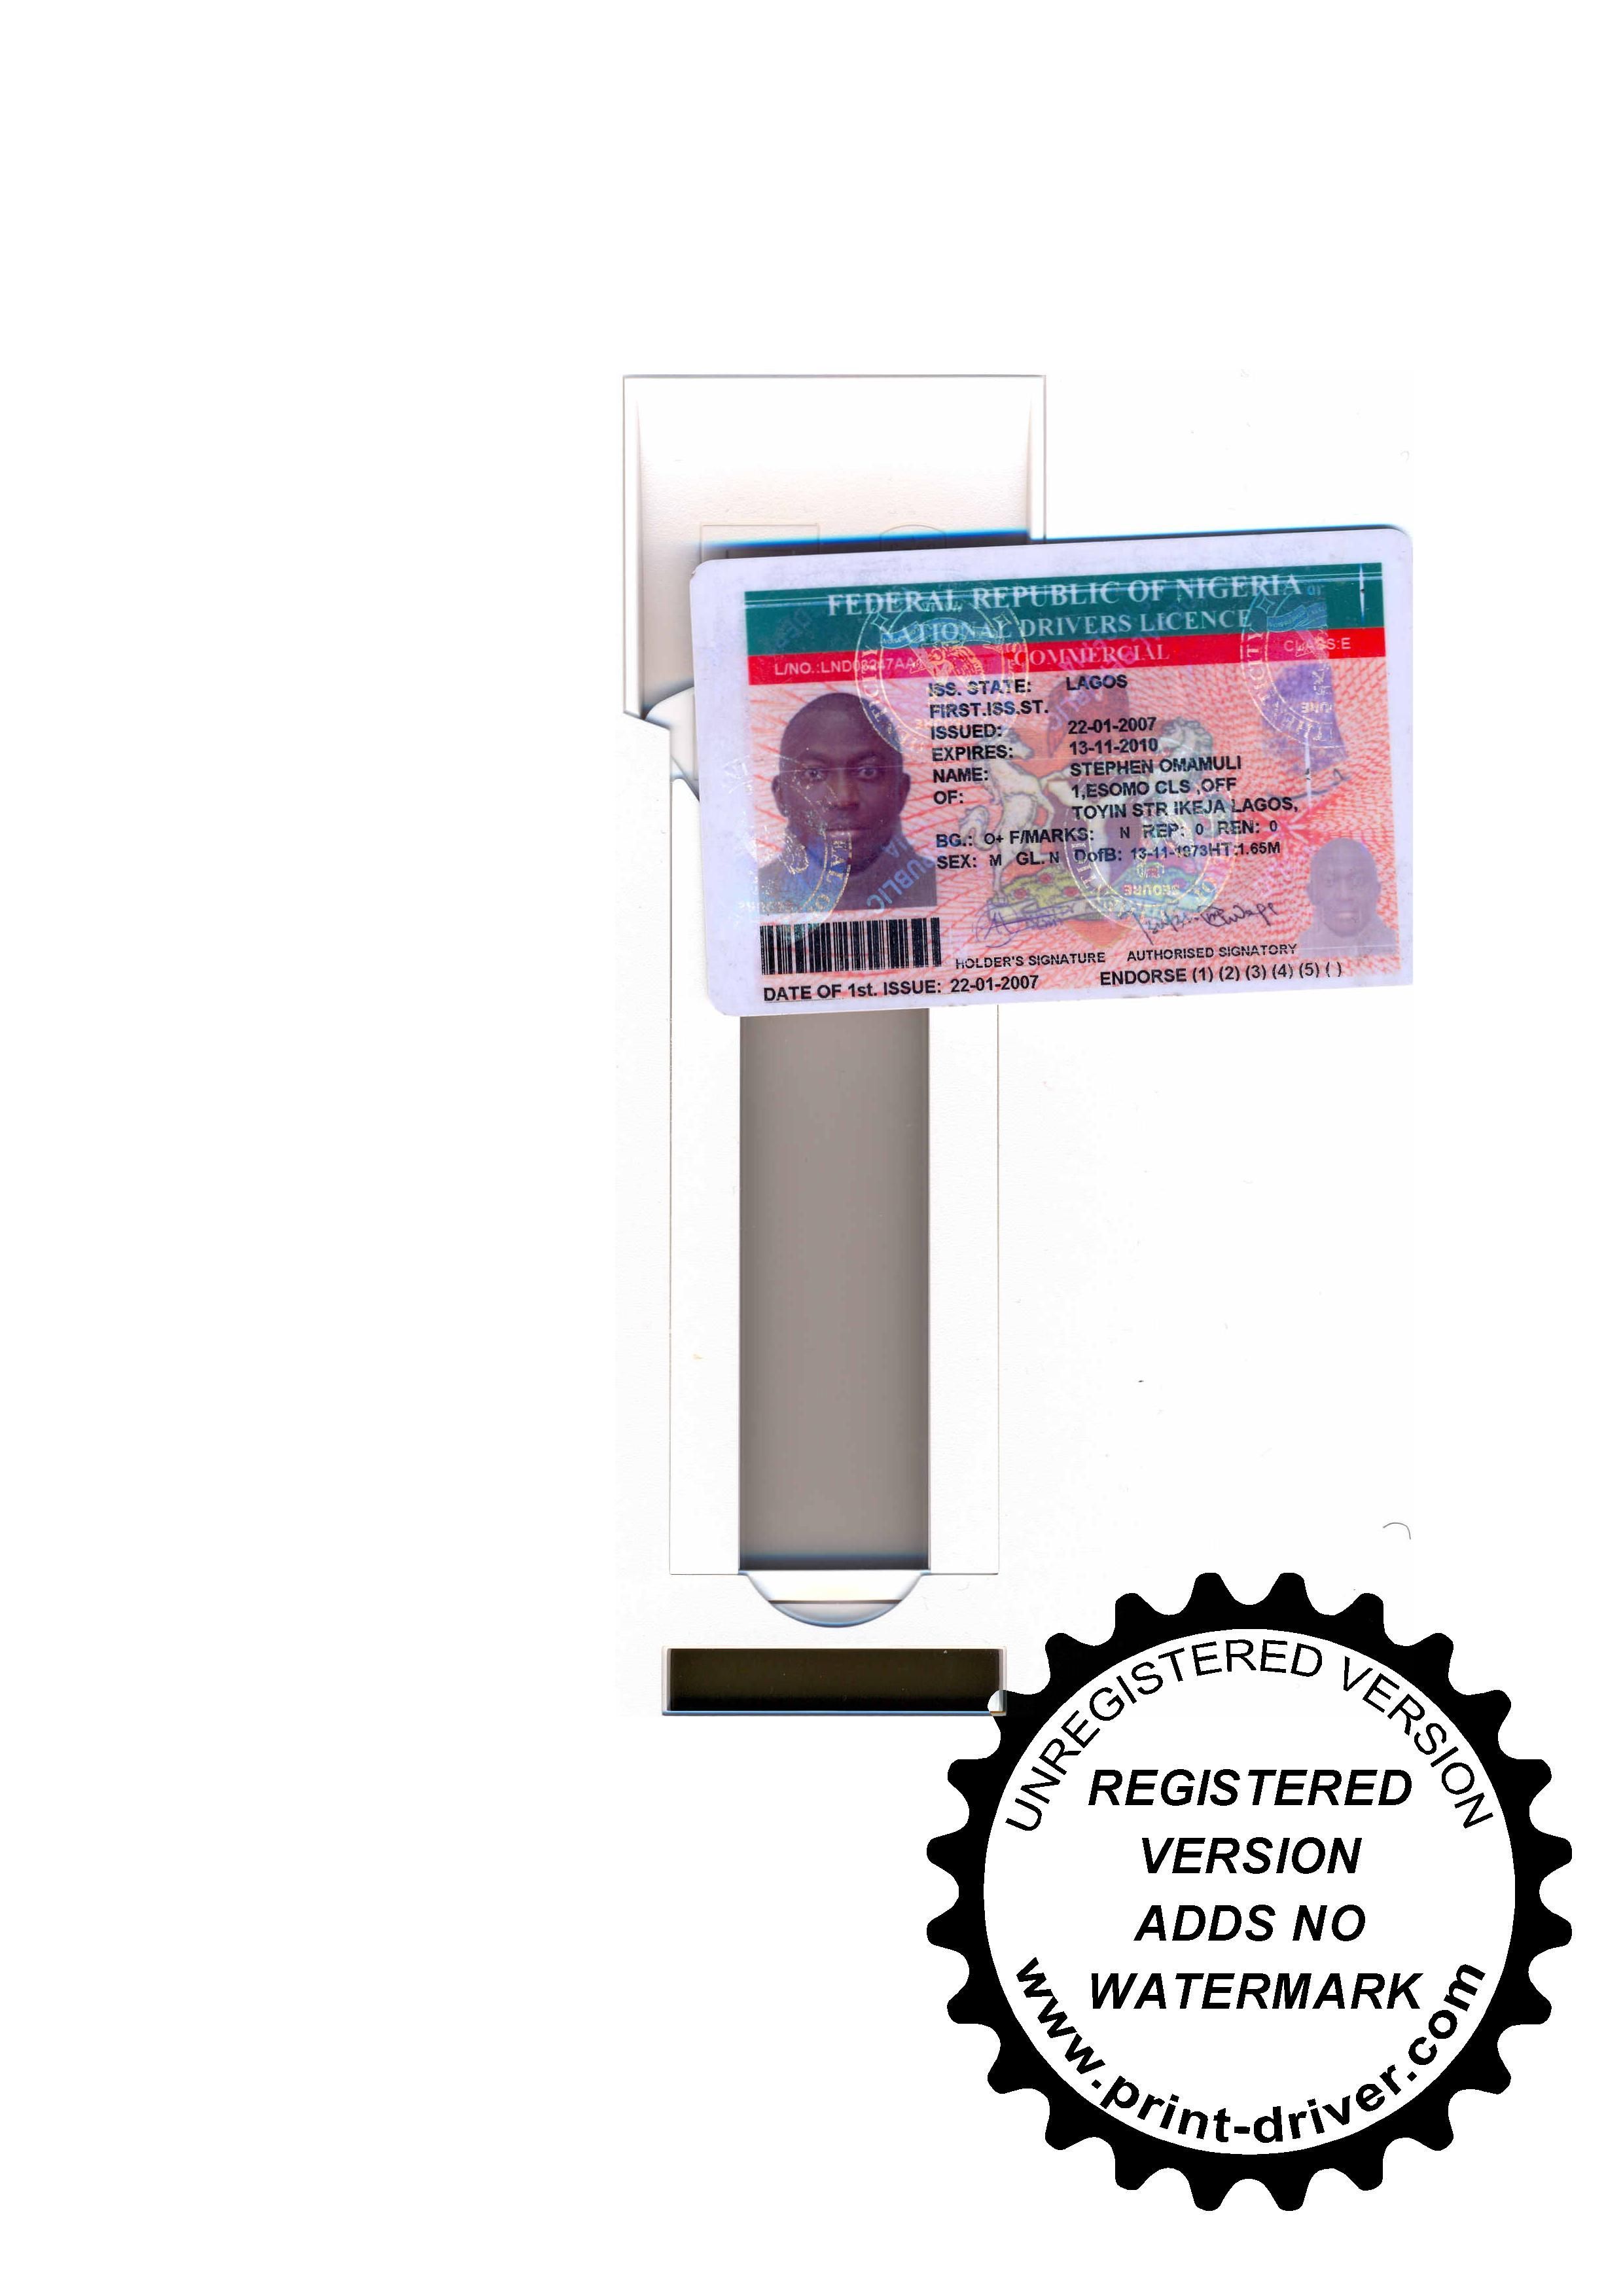 FEDERAL REPUBLIC OF NIGERIA
NATIONAL DRIVERS LICENCE
L/NO.:LND COMMERCIAL CLASS:E
ISS. STATE: LAGOS
FIRST.ISS.ST.
ISSUED: 22-01-2007
EXPIRES: 13-11-2010
NAME: STEPHEN OMAMULI
OF: 1,ESOMO CLS ,OFF
TOYIN STR IKEJA LAGOS,
BG.: O+ F/MARKS: N REP: 0 REN: 0
SEX: M GL. N DofB: 13-11-1973 HT:1.65M
HOLDER'S SIGNATURE AUTHORISED SIGNATORY
DATE OF 1st. ISSUE: 22-01-2007 ENDORSE (1) (2) (3) (4) (5) ( )
UNREGISTERED VERSION
REGISTERED
VERSION
ADDS NO
WATERMARK
www.print-driver.com